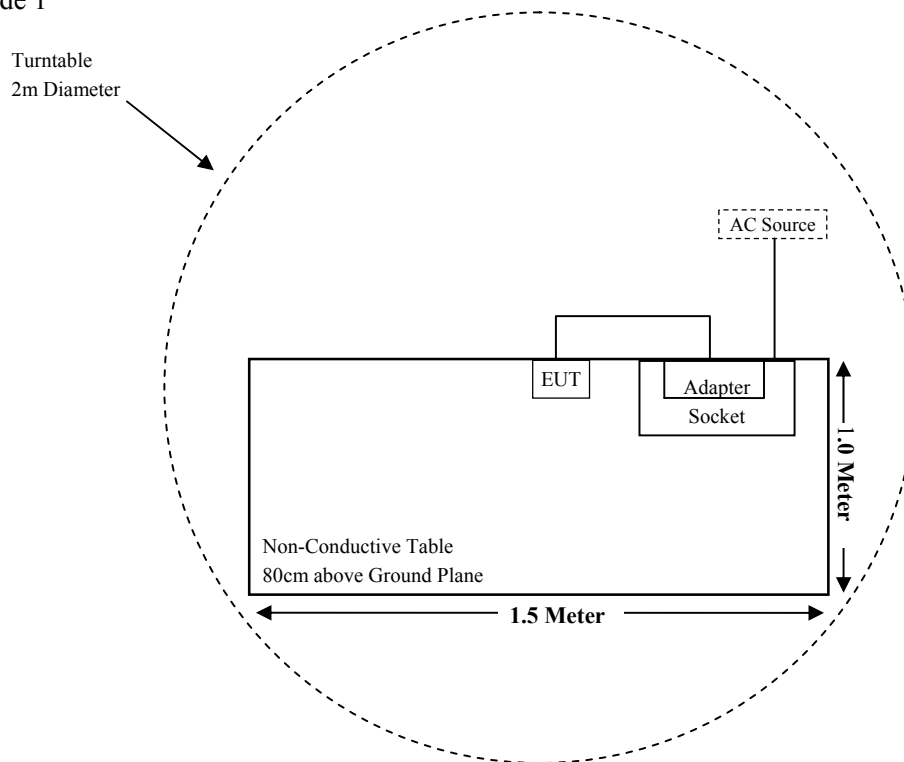 Turntable
2m Diameter
AC Source
EUT
Adapter
Socket
1.0 Meter
Non-Conductive Table
80cm above Ground Plane
1.5 Meter